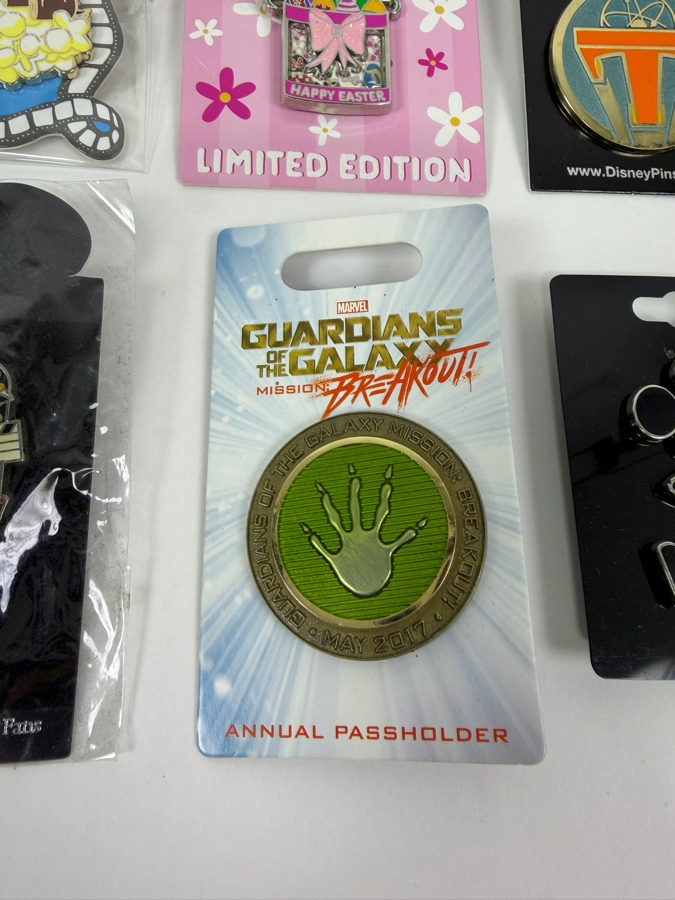 HAPPY EASTER
LIMITED EDITION
T
www.DisneyPins
MARVEL
GUARDIANS
OF THE GALAXY
MISSION: BREAKOUT!
GUARDIANS OF THE GALAXY MISSION: BREAKOUT!
• MAY 2017 •
ANNUAL PASSHOLDER
Fans